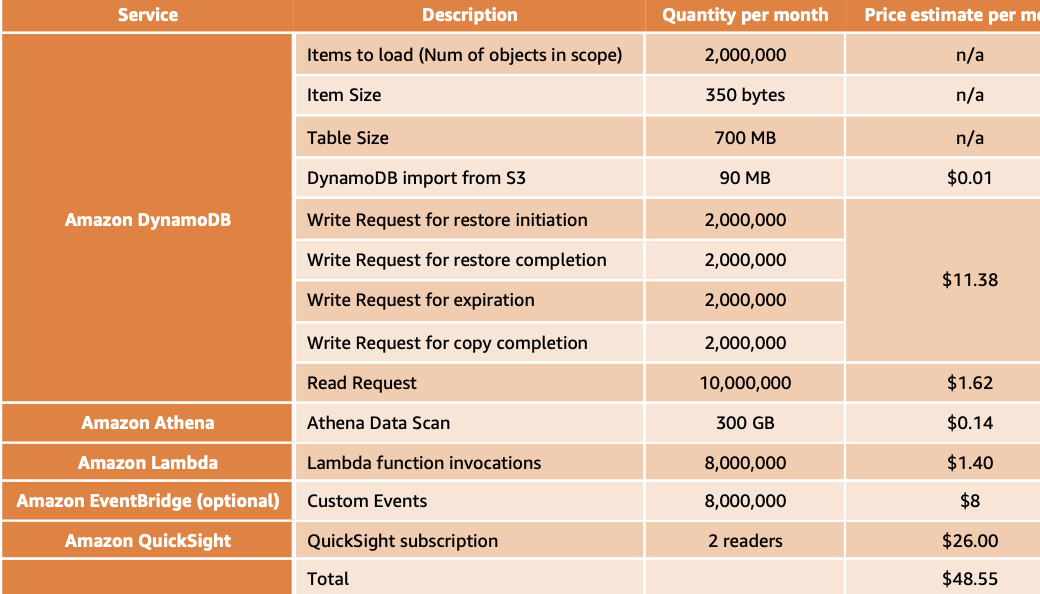 Service Description Quantity per month Price estimate per mo
Items to load (Num of objects in scope) 2,000,000 n/a
Item Size 350 bytes n/a
Table Size 700 MB n/a
DynamoDB import from S3 90 MB $0.01
Amazon DynamoDB Write Request for restore initiation 2,000,000
Write Request for restore completion 2,000,000
$11.38
Write Request for expiration 2,000,000
Write Request for copy completion 2,000,000
Read Request 10,000,000 $1.62
Amazon Athena Athena Data Scan 300 GB $0.14
Amazon Lambda Lambda function invocations 8,000,000 $1.40
Amazon EventBridge (optional) Custom Events 8,000,000 $8
Amazon QuickSight QuickSight subscription 2 readers $26.00
Total $48.55